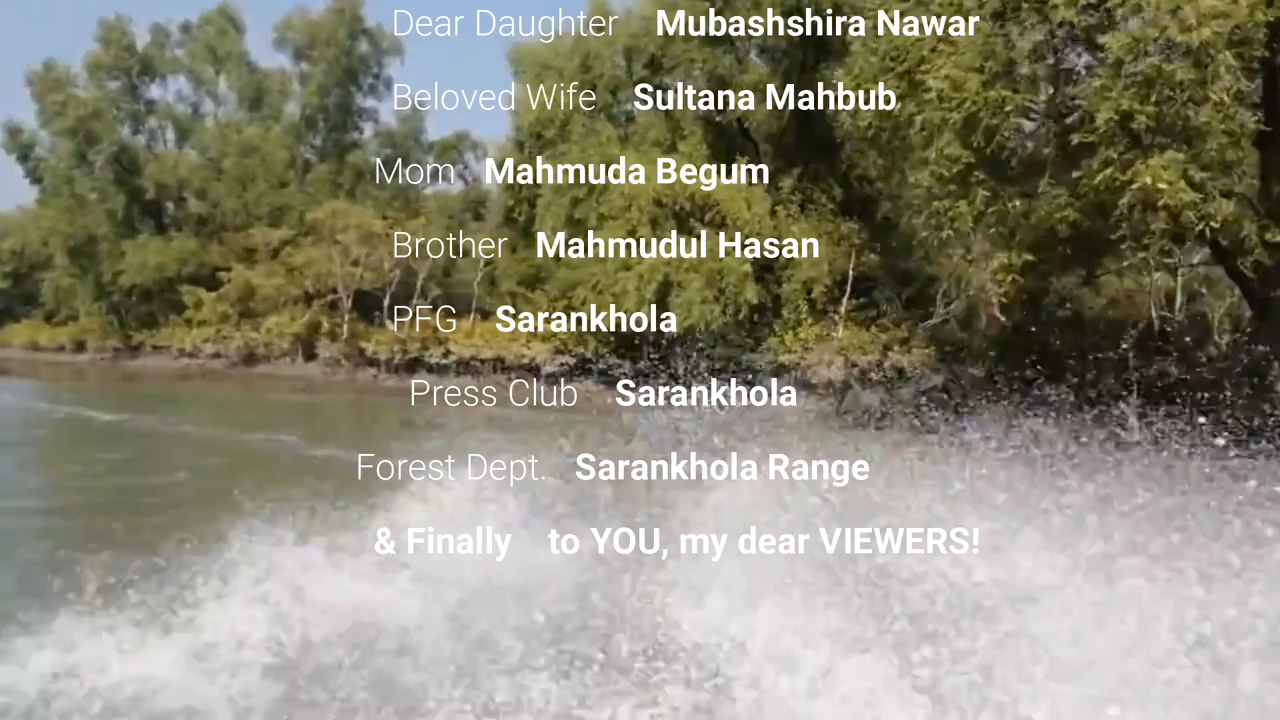 Dear Daughter Mubashshira Nawar
Beloved Wife Sultana Mahbub
Mom Mahmuda Begum
Brother Mahmudul Hasan
PFG Sarankhola
Press Club Sarankhola
Forest Dept. Sarankhola Range
& Finally to YOU, my dear VIEWERS!